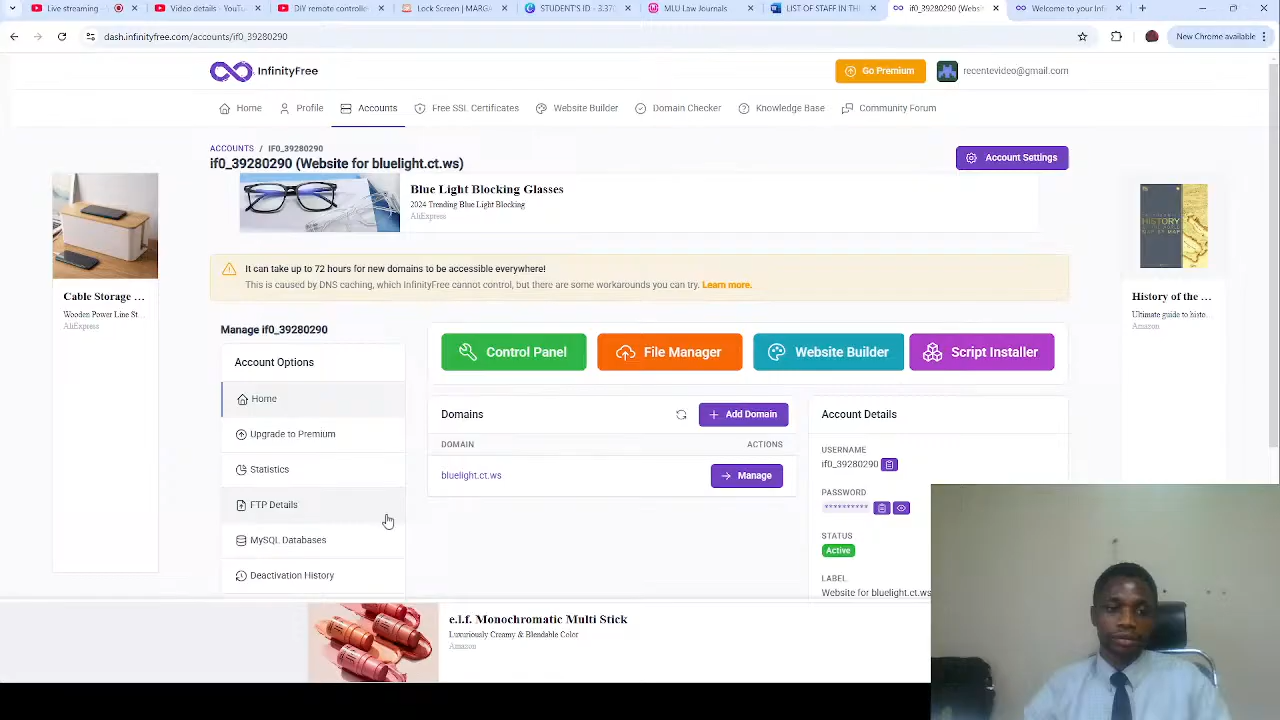 Live streaming
Video details - YouTu
DIY remote controlle
Lock Screen | MARGA
STUDENT'S ID - 3.370
MLU Law Journals
LIST OF STAFF IN THE
if0_39280290 (Websi
Welcome to your Infi
dash.infinityfree.com/accounts/if0_39280290
New Chrome available
InfinityFree
Go Premium
recentevideo@gmail.com
Home
Profile
Accounts
Free SSL Certificates
Website Builder
Domain Checker
Knowledge Base
Community Forum
ACCOUNTS / IF0_39280290
if0_39280290 (Website for bluelight.ct.ws)
Account Settings
Blue Light Blocking Glasses
2024 Trending Blue Light Blocking
AliExpress
It can take up to 72 hours for new domains to be accessible everywhere!
This is caused by DNS caching, which InfinityFree cannot control, but there are some workarounds you can try. Learn more.
Cable Storage ...
Wooden Power Line St...
AliExpress
HISTORY
MAP BY MAP
History of the ...
Ultimate guide to histo...
Amazon
Manage if0_39280290
Account Options
Home
Upgrade to Premium
Statistics
FTP Details
MySQL Databases
Deactivation History
Control Panel
File Manager
Website Builder
Script Installer
Domains
Add Domain
DOMAIN
ACTIONS
bluelight.ct.ws
Manage
Account Details
USERNAME
if0_39280290
PASSWORD
**********
STATUS
Active
LABEL
Website for bluelight.ct.ws
e.l.f. Monochromatic Multi Stick
Luxuriously Creamy & Blendable Color
Amazon